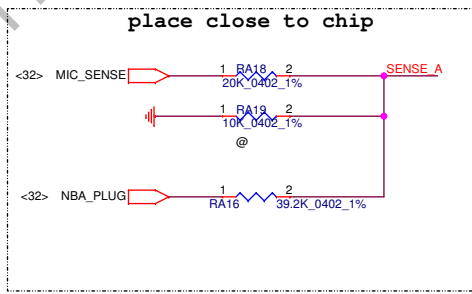 place close to chip
<32> MIC_SENSE 1 RA18 2 SENSE_A
20K_0402_1%
1 RA19 2
10K_0402_1%
@
<32> NBA_PLUG 1 2
RA16 39.2K_0402_1%